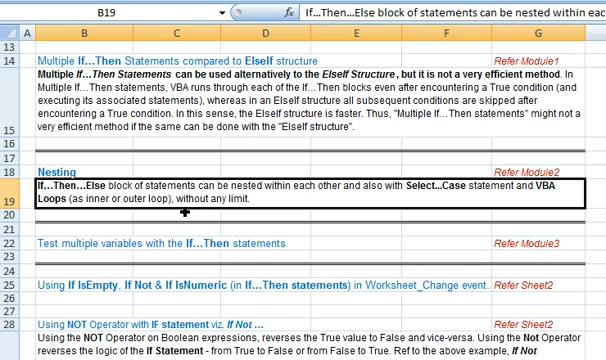 B19 fx If...Then...Else block of statements can be nested within eac
A B C D E F G
13
14 Multiple If...Then Statements compared to ElseIf structure Refer Module1
Multiple If...Then Statements can be used alternatively to the ElseIf Structure, but it is not a very efficient method. In
Multiple If...Then statements, VBA runs through each of the If...Then blocks even after encountering a True condition (and
executing its associated statements), whereas in an ElseIf structure all subsequent conditions are skipped after
encountering a True condition. In this sense, the ElseIf structure is faster. Thus, "Multiple If...Then statements" might not a
15 very efficient method if the same can be done with the "ElseIf structure".
16
17
18 Nesting Refer Module2
If...Then...Else block of statements can be nested within each other and also with Select...Case statement and VBA
19 Loops (as inner or outer loop), without any limit.
20
21
22 Test multiple variables with the If...Then statements Refer Module3
23
24
25 Using If IsEmpty, If Not & If IsNumeric (in If...Then statements) in Worksheet_Change event. Refer Sheet2
26
27
28 Using NOT Operator with IF statement viz. If Not ... Refer Sheet2
Using the NOT Operator on Boolean expressions, reverses the True value to False and vice-versa. Using the Not Operator
reverses the logic of the If Statement - from True to False or from False to True. Ref to the above example, If Not